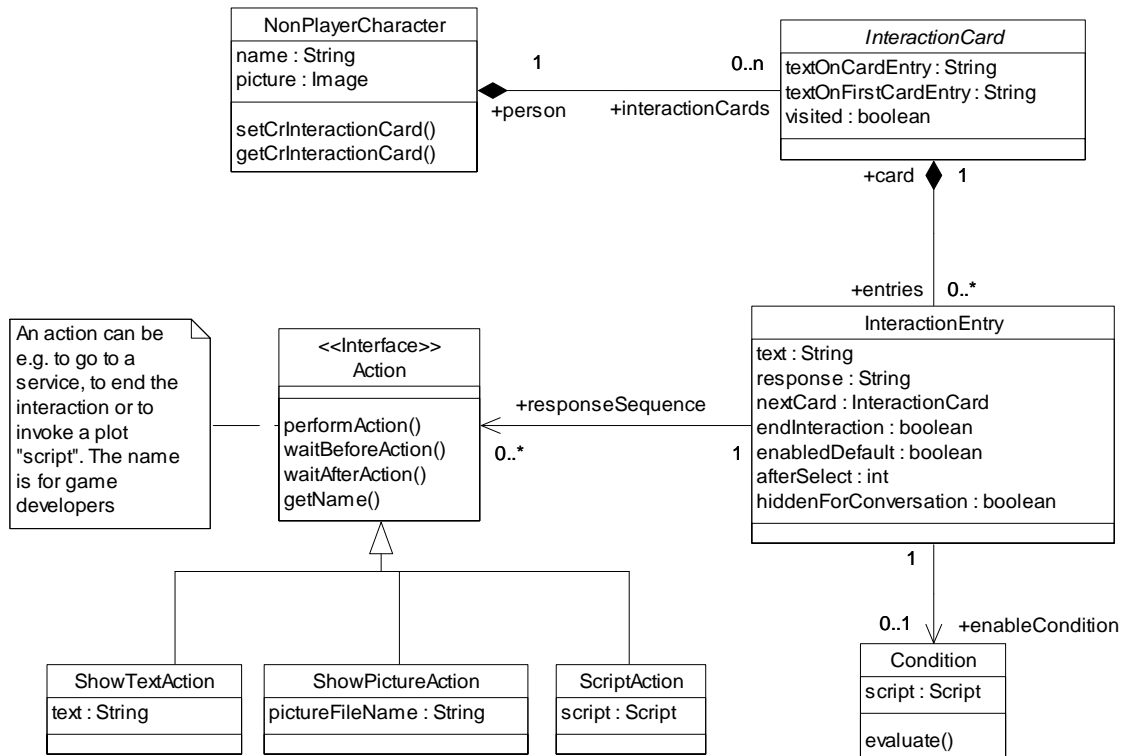 NonPlayerCharacter
name : String
picture : Image
setCrInteractionCard()
getCrInteractionCard()
1
0..n
+person
+interactionCards
InteractionCard
textOnCardEntry : String
textOnFirstCardEntry : String
visited : boolean
+card
1
+entries
0..*
An action can be
e.g. to go to a
service, to end the
interaction or to
invoke a plot
"script". The name
is for game
developers
<<Interface>>
Action
performAction()
waitBeforeAction()
waitAfterAction()
getName()
+responseSequence
0..*
1
InteractionEntry
text : String
response : String
nextCard : InteractionCard
endInteraction : boolean
enabledDefault : boolean
afterSelect : int
hiddenForConversation : boolean
1
0..1
+enableCondition
ShowTextAction
text : String
ShowPictureAction
pictureFileName : String
ScriptAction
script : Script
Condition
script : Script
evaluate()